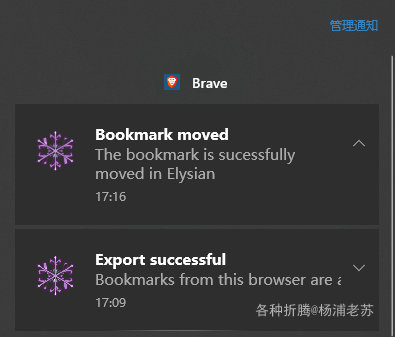 管理通知
Brave
Bookmark moved
The bookmark is sucessfully
moved in Elysian
17:16
Export successful
Bookmarks from this browser are a
17:09
各种折腾@杨浦老苏